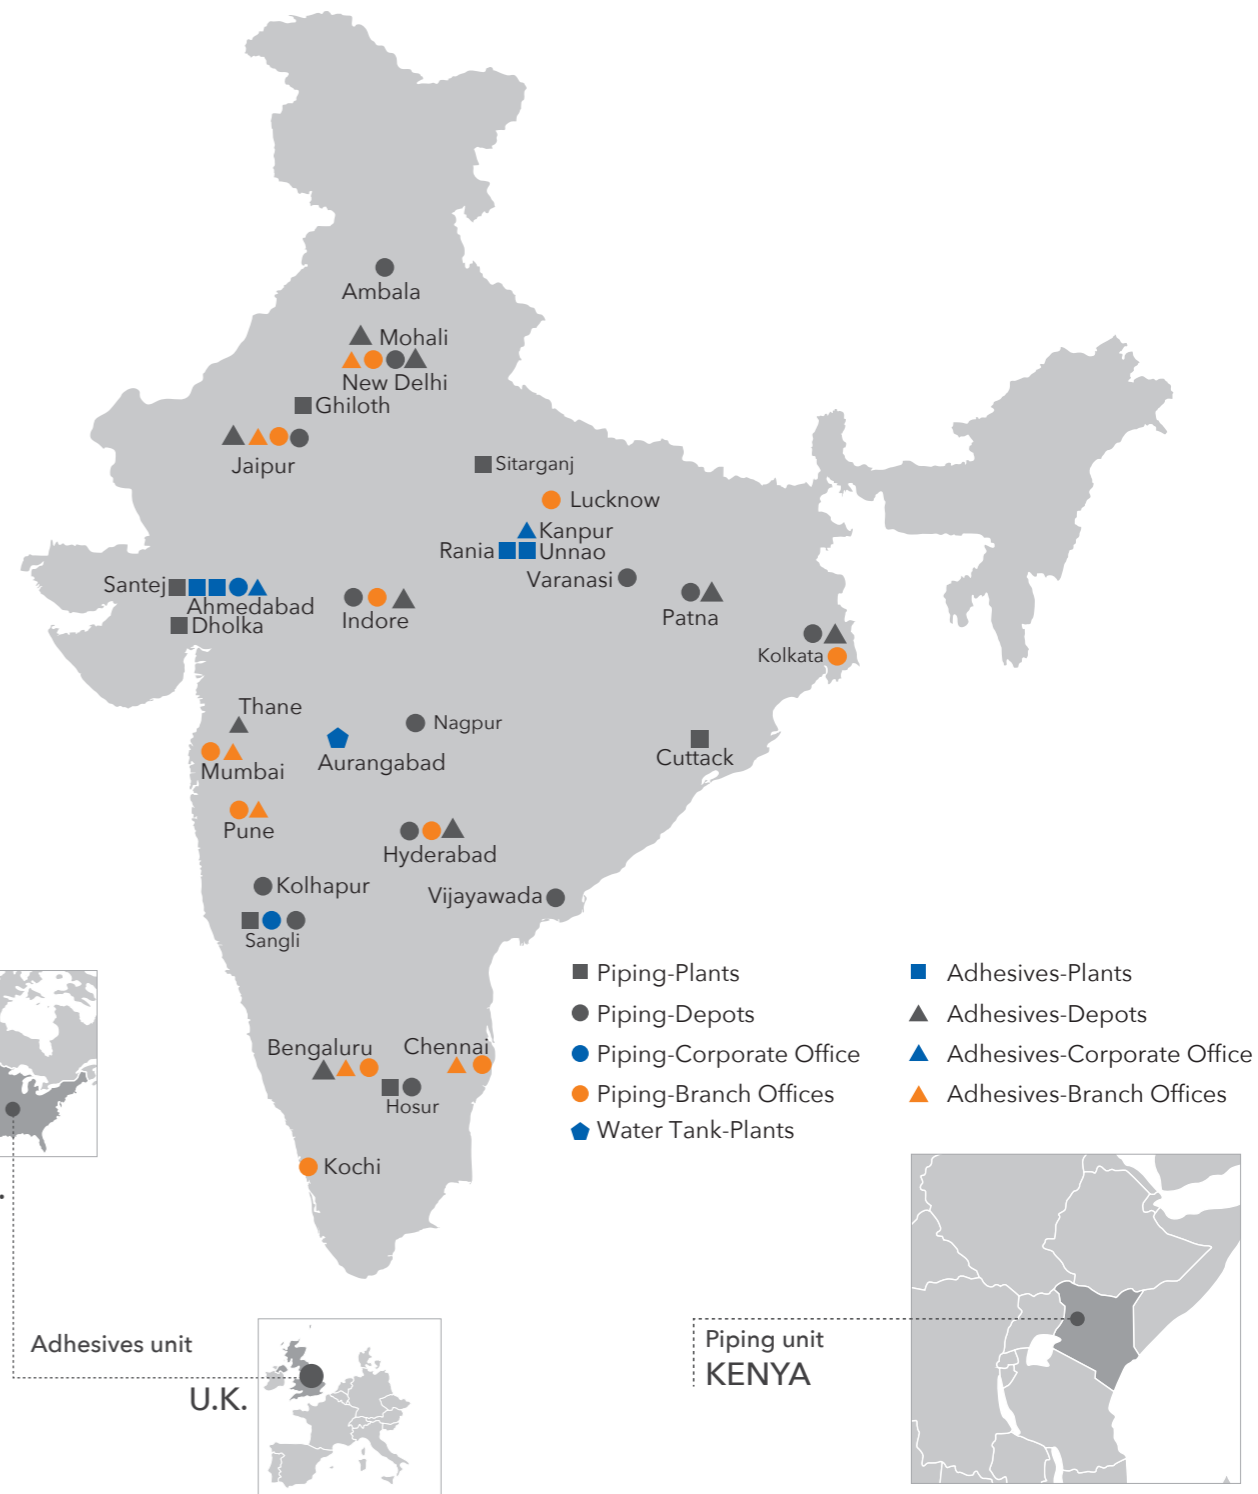 Ambala
Mohali
New Delhi
Ghiloth
Jaipur
Sitarganj
Lucknow
Kanpur
Rania
Unnao
Varanasi
Santej
Ahmedabad
Dholka
Indore
Patna
Kolkata
Thane
Nagpur
Mumbai
Aurangabad
Cuttack
Pune
Hyderabad
Kolhapur
Vijayawada
Sangli
Bengaluru
Chennai
Hosur
Kochi
Piping-Plants
Piping-Depots
Piping-Corporate Office
Piping-Branch Offices
Water Tank-Plants
Adhesives-Plants
Adhesives-Depots
Adhesives-Corporate Office
Adhesives-Branch Offices
Adhesives unit
U.K.
Piping unit
KENYA